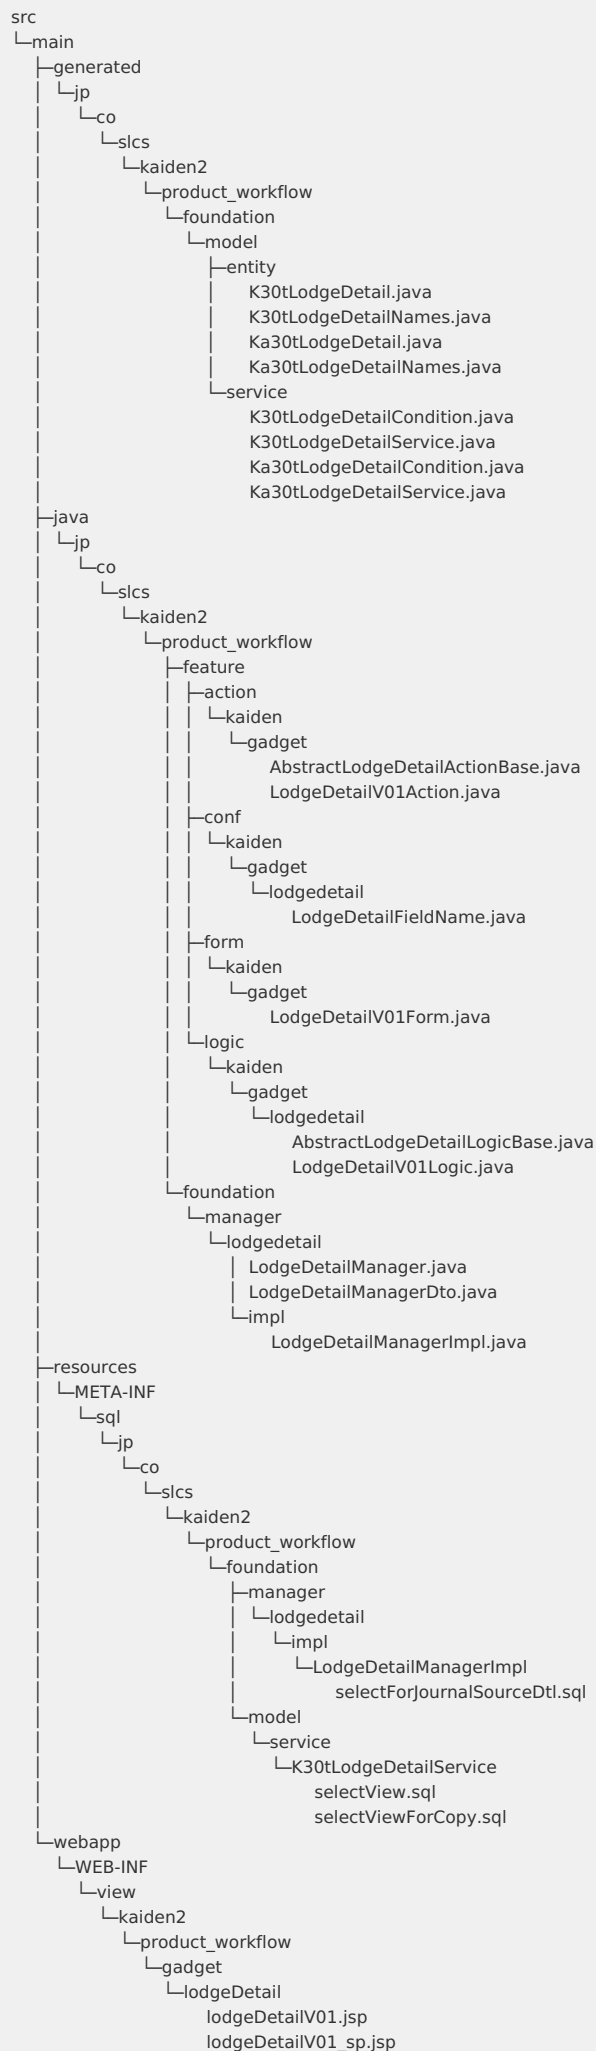 src
└─main
├─generated
│ └─jp
│ └─co
│ └─slcs
│ └─kaiden2
│ └─product_workflow
│ └─foundation
│ └─model
│ ├─entity
│ │ K30tLodgeDetail.java
│ │ K30tLodgeDetailNames.java
│ │ Ka30tLodgeDetail.java
│ │ Ka30tLodgeDetailNames.java
│ └─service
│ K30tLodgeDetailCondition.java
│ K30tLodgeDetailService.java
│ Ka30tLodgeDetailCondition.java
│ Ka30tLodgeDetailService.java
├─java
│ └─jp
│ └─co
│ └─slcs
│ └─kaiden2
│ └─product_workflow
│ ├─feature
│ │ ├─action
│ │ │ └─kaiden
│ │ │ └─gadget
│ │ │ AbstractLodgeDetailActionBase.java
│ │ │ LodgeDetailV01Action.java
│ │ ├─conf
│ │ │ └─kaiden
│ │ │ └─gadget
│ │ │ └─lodgedetail
│ │ │ LodgeDetailFieldName.java
│ │ ├─form
│ │ │ └─kaiden
│ │ │ └─gadget
│ │ │ LodgeDetailV01Form.java
│ │ └─logic
│ │ └─kaiden
│ │ └─gadget
│ │ └─lodgedetail
│ │ AbstractLodgeDetailLogicBase.java
│ │ LodgeDetailV01Logic.java
│ └─foundation
│ └─manager
│ └─lodgedetail
│ │ LodgeDetailManager.java
│ │ LodgeDetailManagerDto.java
│ └─impl
│ LodgeDetailManagerImpl.java
├─resources
│ └─META-INF
│ └─sql
│ └─jp
│ └─co
│ └─slcs
│ └─kaiden2
│ └─product_workflow
│ └─foundation
│ ├─manager
│ │ └─lodgedetail
│ │ └─impl
│ │ └─LodgeDetailManagerImpl
│ │ selectForJournalSourceDtl.sql
│ └─model
│ └─service
│ └─K30tLodgeDetailService
│ selectView.sql
│ selectViewForCopy.sql
└─webapp
└─WEB-INF
└─view
└─kaiden2
└─product_workflow
└─gadget
└─lodgeDetail
lodgeDetailV01.jsp
lodgeDetailV01_sp.jsp